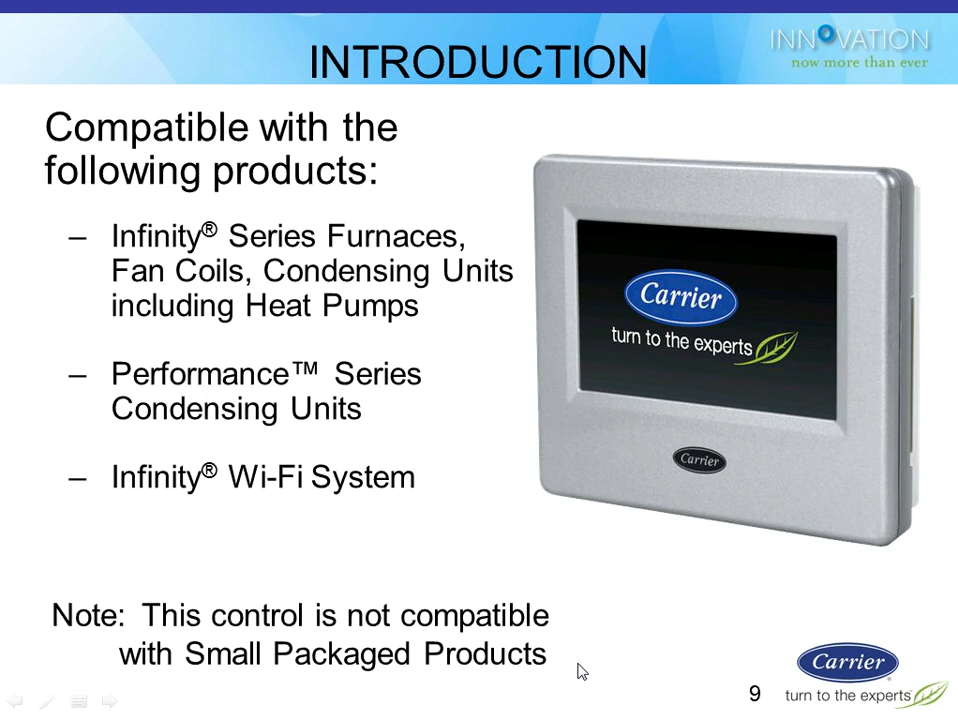 INTRODUCTION
INNOVATION
now more than ever
Compatible with the
following products:
– Infinity® Series Furnaces,
Fan Coils, Condensing Units
including Heat Pumps
– Performance™ Series
Condensing Units
– Infinity® Wi-Fi System
Carrier
turn to the experts
Carrier
Note: This control is not compatible
with Small Packaged Products
9
Carrier
turn to the experts